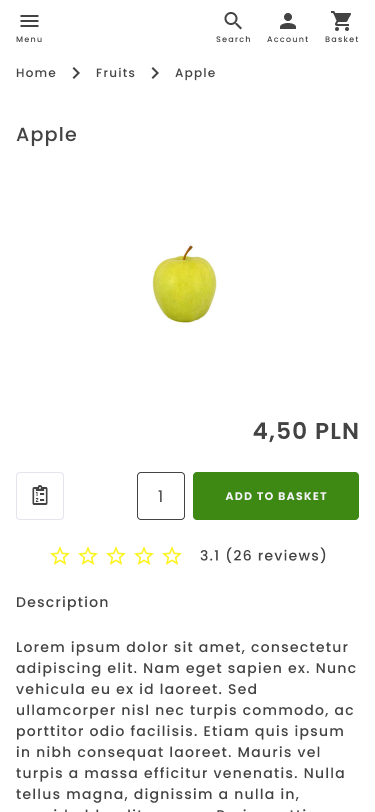 Menu
Search
Account
Basket
Home
Fruits
Apple
Apple
4,50 PLN
1
2
1
ADD TO BASKET
3.1 (26 reviews)
Description
Lorem ipsum dolor sit amet, consectetur
adipiscing elit. Nam eget sapien ex. Nunc
vehicula eu ex id laoreet. Sed
ullamcorper nisl nec turpis commodo, ac
porttitor odio facilisis. Etiam quis ipsum
in nibh consequat laoreet. Mauris vel
turpis a massa efficitur venenatis. Nulla
tellus magna, dignissim a nulla in,